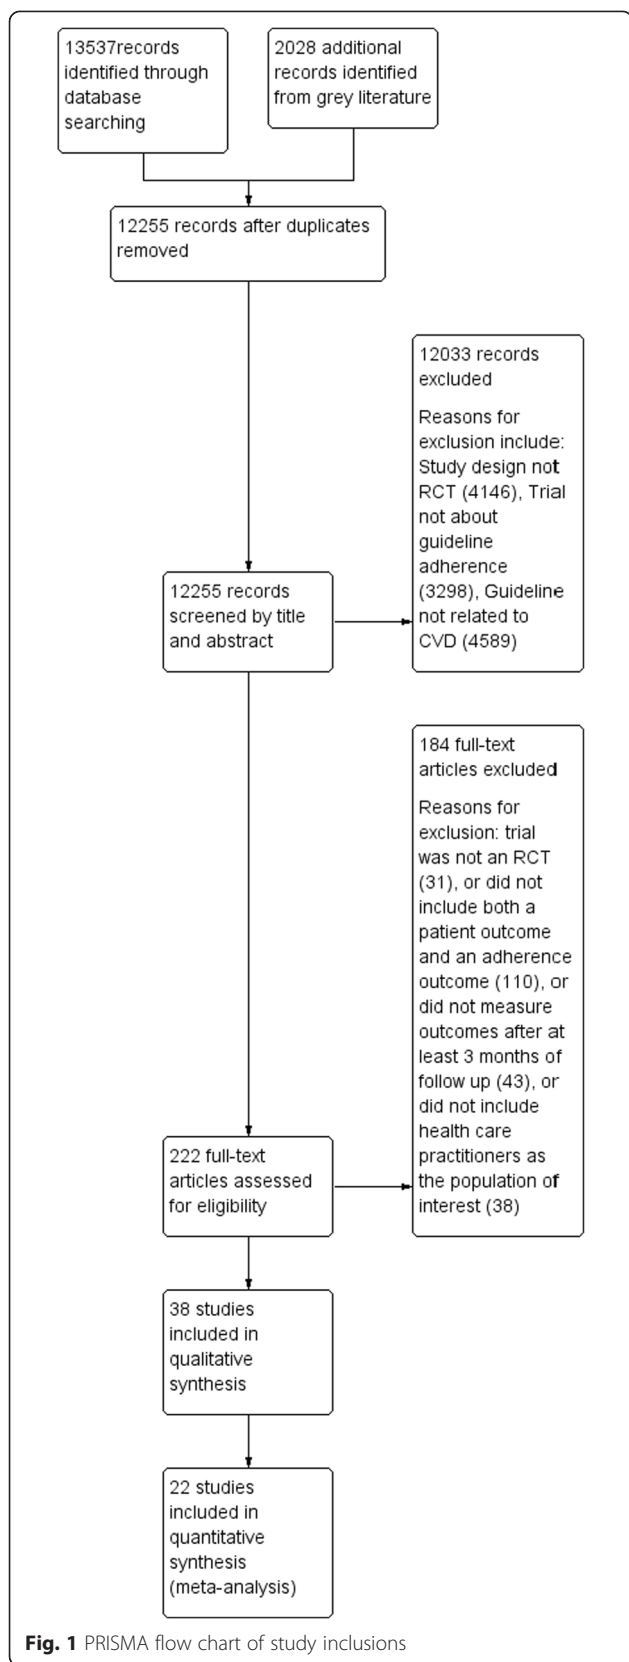 13537records
identified through
database
searching
2028 additional
records identified
from grey literature
12255 records after duplicates
removed
12033 records
excluded
Reasons for
exclusion include:
Study design not
RCT (4146), Trial
not about
guideline
adherence
(3298), Guideline
not related to
CVD (4589)
12255 records
screened by title
and abstract
184 full-text
articles excluded
Reasons for
exclusion: trial
was not an RCT
(31), or did not
include both a
patient outcome
and an adherence
outcome (110), or
did not measure
outcomes after at
least 3 months of
follow up (43), or
did not include
health care
practitioners as
the population of
interest (38)
222 full-text
articles assessed
for eligibility
38 studies
included in
qualitative
synthesis
22 studies
included in
quantitative
synthesis
(meta-analysis)
Fig. 1 PRISMA flow chart of study inclusions